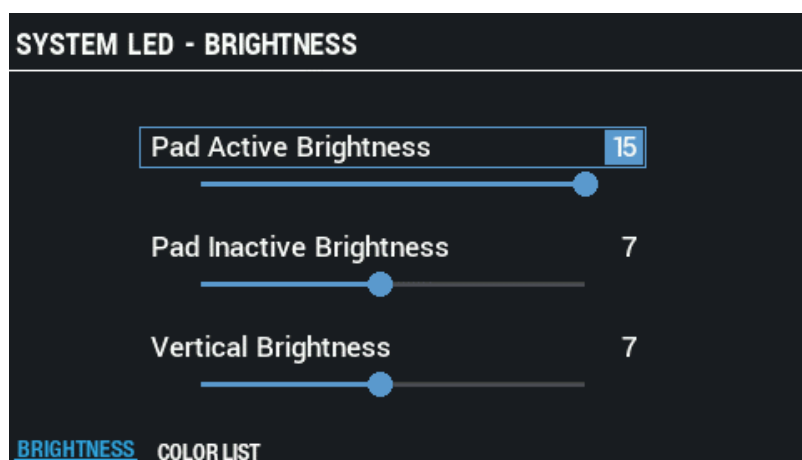 SYSTEM LED - BRIGHTNESS
Pad Active Brightness 15
Pad Inactive Brightness 7
Vertical Brightness 7
BRIGHTNESS COLOR LIST